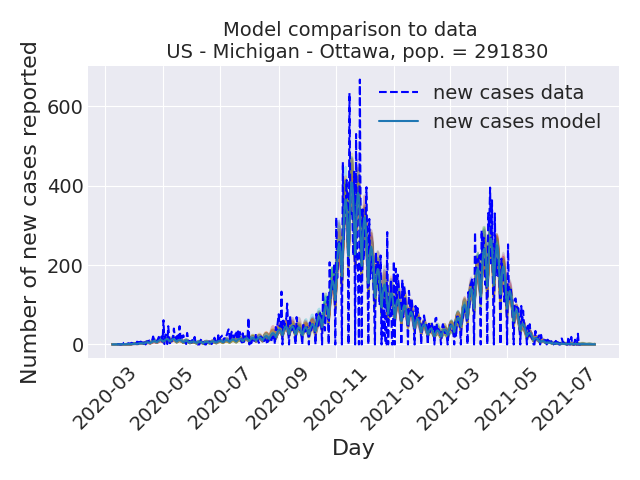 Model comparison to data
US - Michigan - Ottawa, pop. = 291830
Number of new cases reported
600
400
200
0
new cases data
new cases model
2020-03
2020-05
2020-07
2020-09
2020-11
2021-01
2021-03
2021-05
2021-07
Day